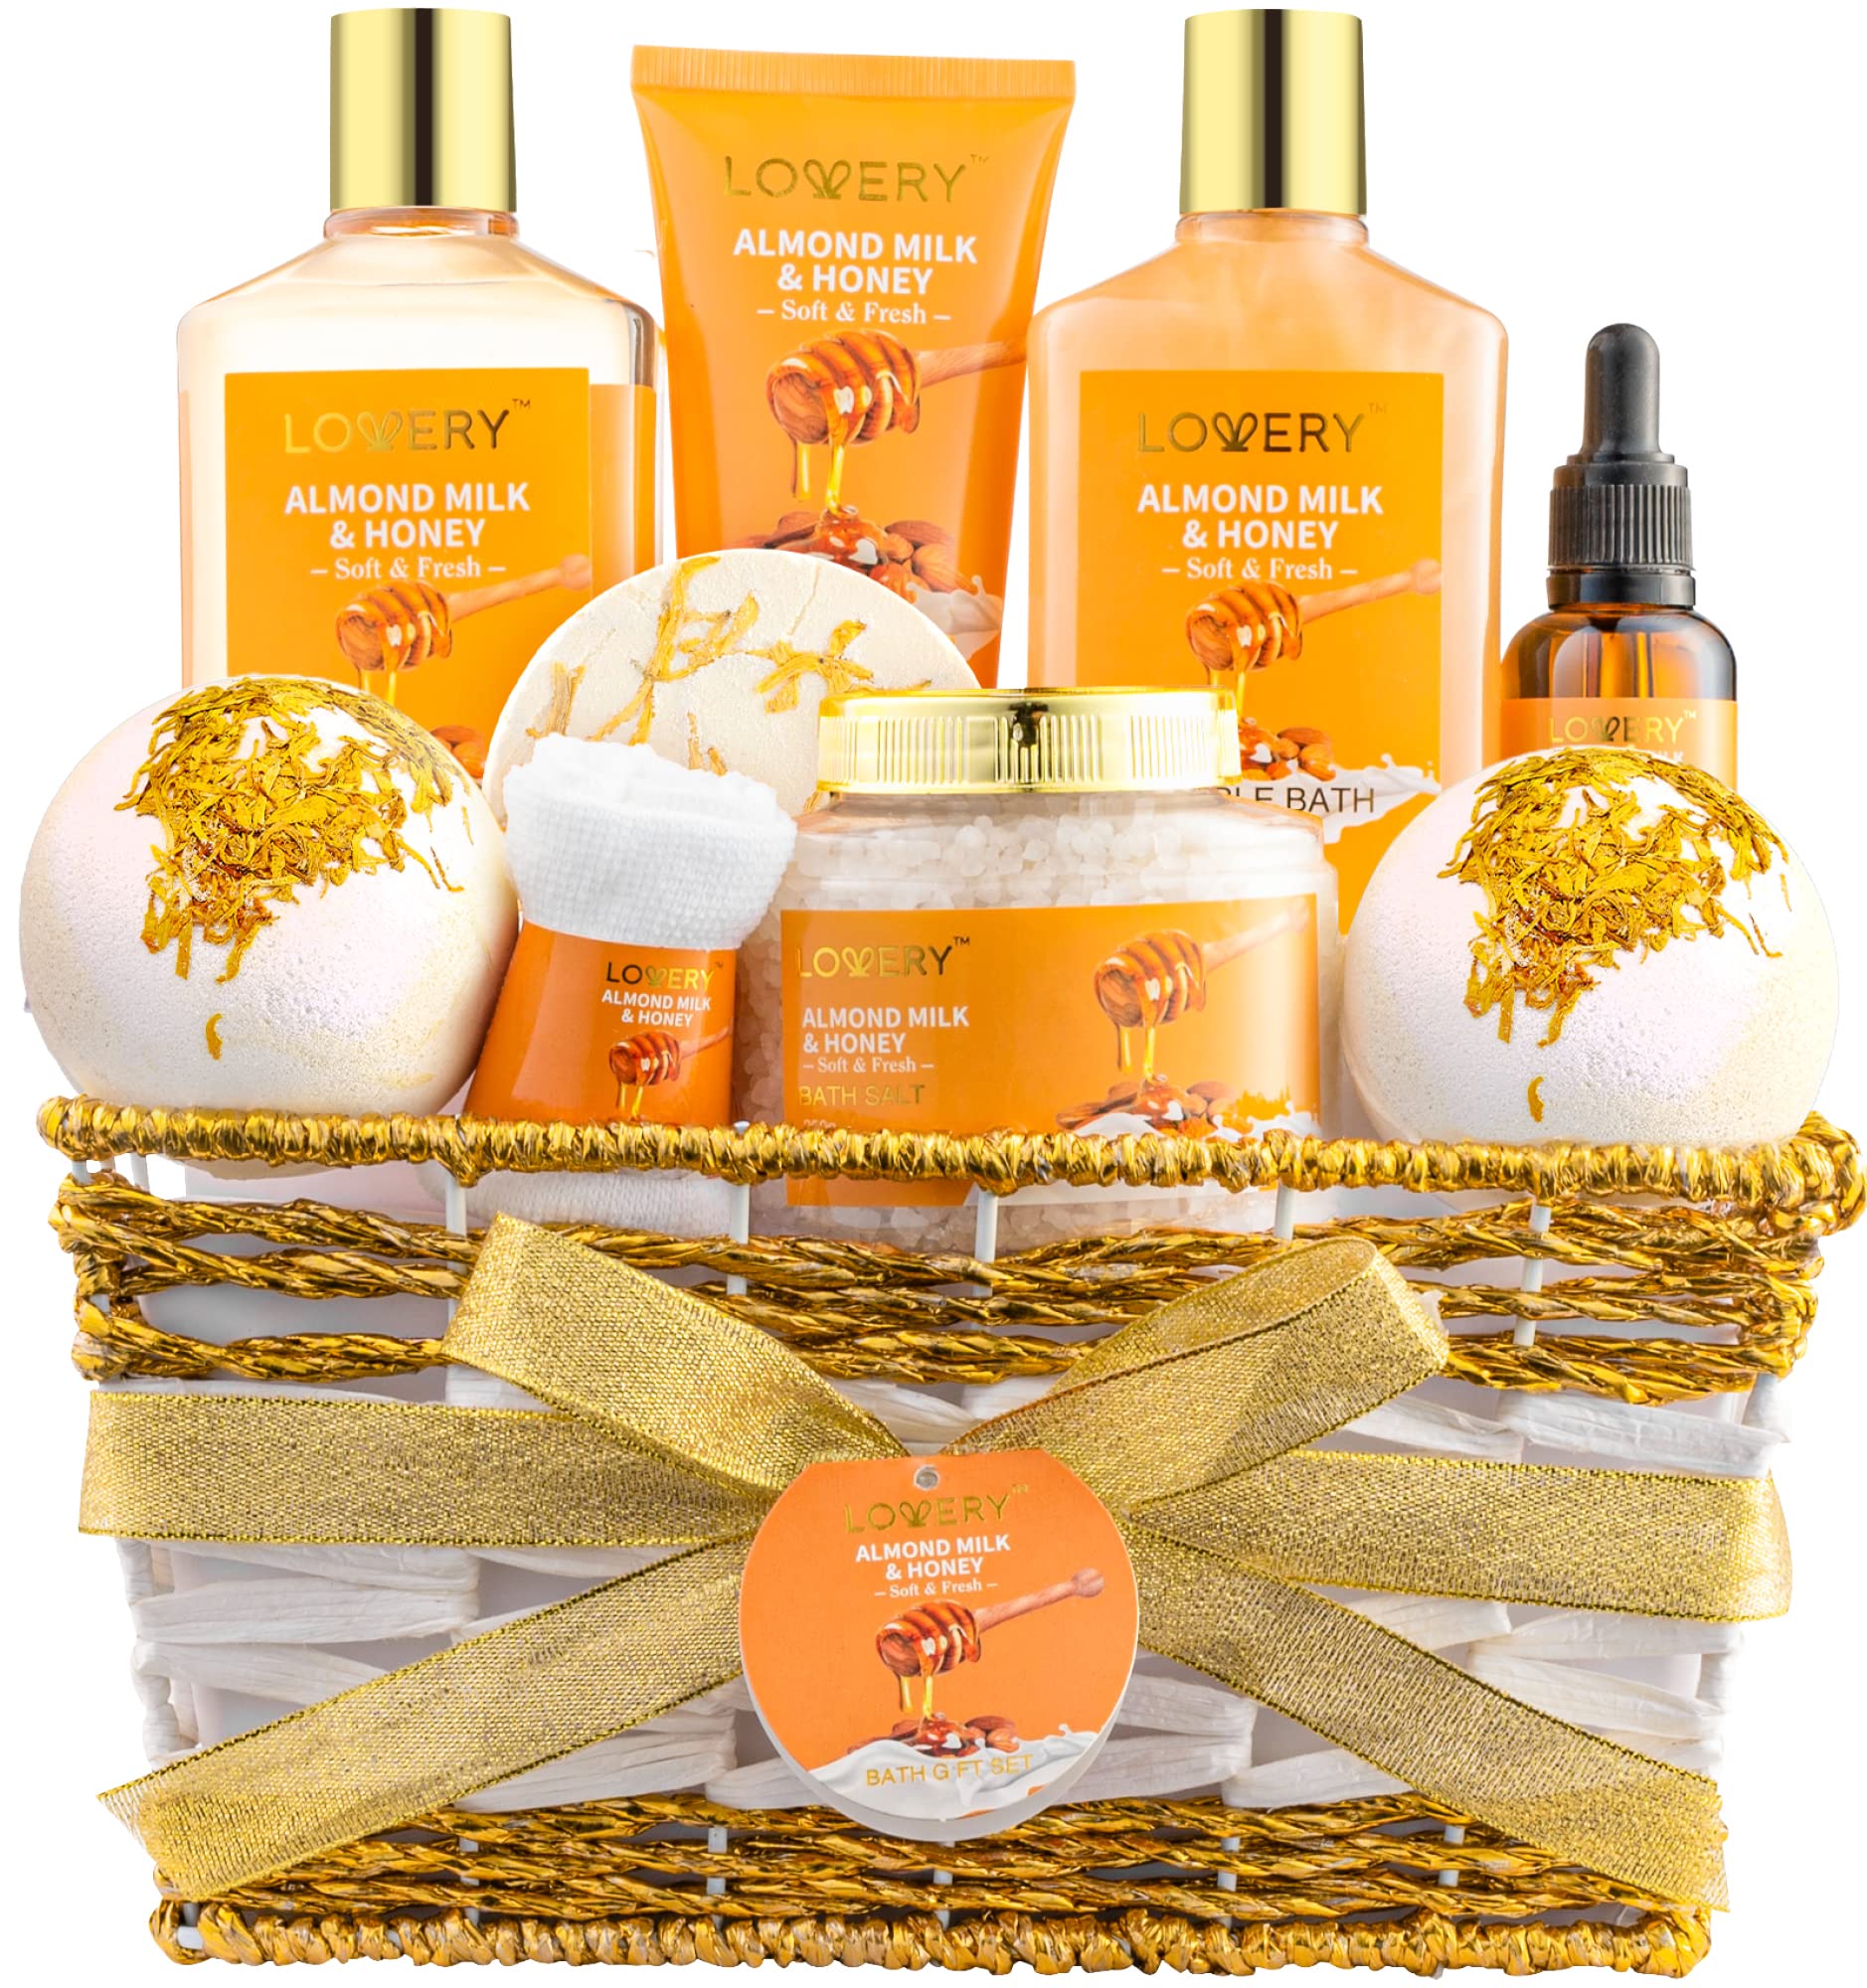 LOVERY™
ALMOND MILK
& HONEY
– Soft & Fresh –
LOVERY™
ALMOND MILK
& HONEY
– Soft & Fresh –
LOVERY™
ALMOND MILK
& HONEY
– Soft & Fresh –
BATH
LOVERY™
LOVERY™
ALMOND MILK
& HONEY
LOVERY™
ALMOND MILK
& HONEY
– Soft & Fresh –
BATH SALT
LOVERY™
ALMOND MILK
& HONEY
– Soft & Fresh –
BATH GIFT SET